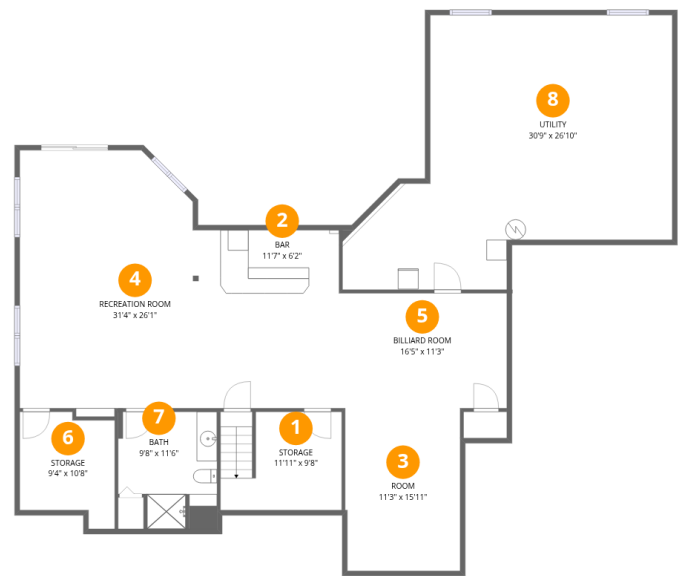 8
UTILITY
30'9" x 26'10"
2
BAR
11'7" x 6'2"
4
RECREATION ROOM
31'4" x 26'1"
5
BILLIARD ROOM
16'5" x 11'3"
7
BATH
9'8" x 11'6"
1
STORAGE
11'11" x 9'8"
6
STORAGE
9'4" x 10'8"
3
ROOM
11'3" x 15'11"